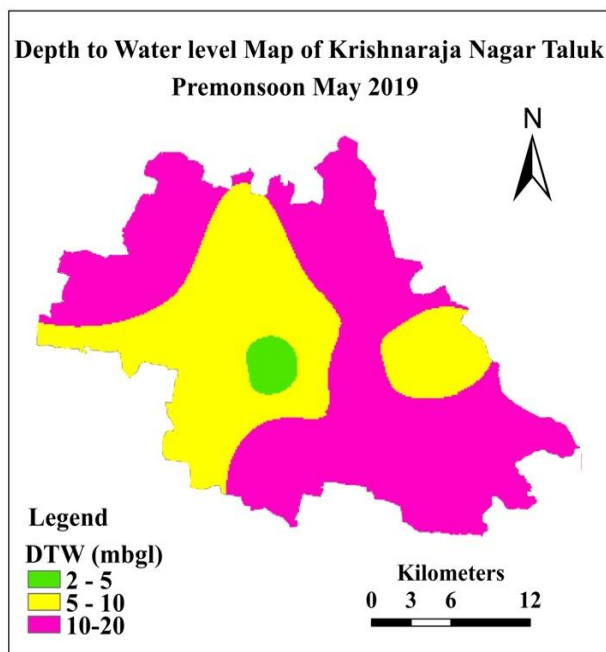 Depth to Water level Map of Krishnaraja Nagar Taluk
Premonsoon May 2019
N
Legend
DTW (mbgl)
2 - 5
5 - 10
10-20
Kilometers
0 3 6 12